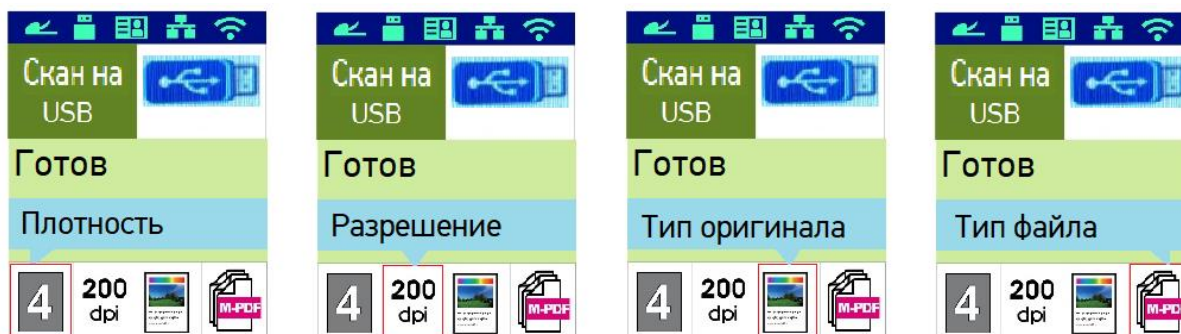 Скан на
USB
Готов
Плотность
4 200 dpi M-PDF
Скан на
USB
Готов
Разрешение
4 200 dpi M-PDF
Скан на
USB
Готов
Тип оригинала
4 200 dpi M-PDF
Скан на
USB
Готов
Тип файла
4 200 dpi